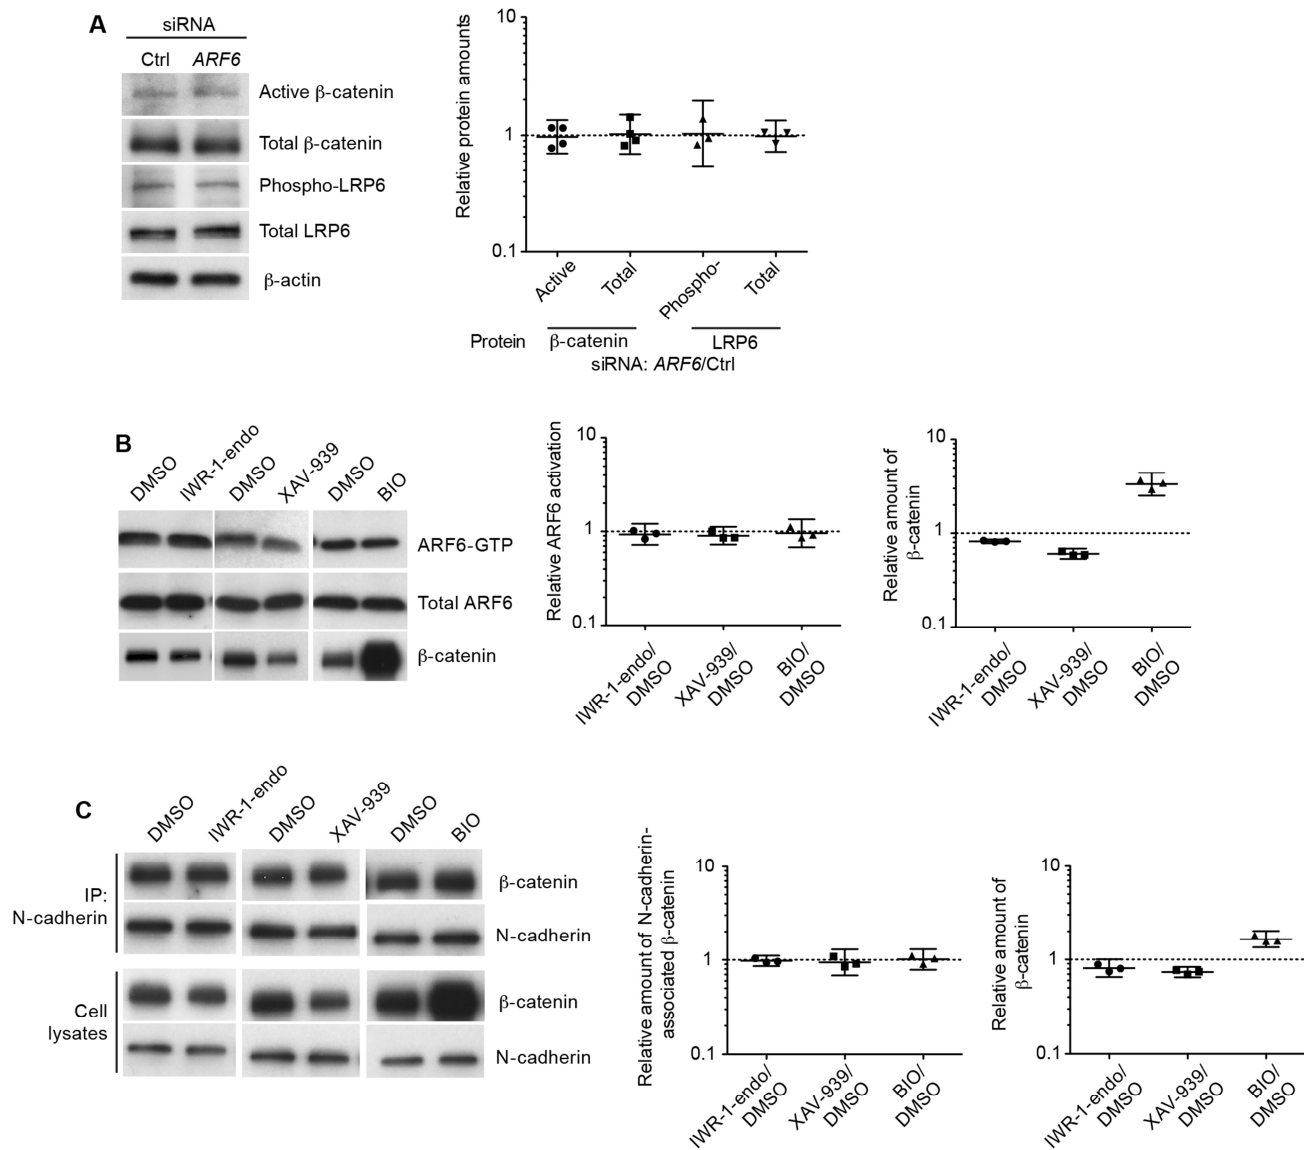 A
siRNA
Ctrl ARF6
Active β-catenin
Total β-catenin
Phospho-LRP6
Total LRP6
β-actin
Relative protein amounts
10
1
0.1
Active
Total
Phospho-
Total
Protein
β-catenin
LRP6
siRNA: ARF6/Ctrl
B
DMSO
IWR-1-endo
DMSO
XAV-939
DMSO
BIO
ARF6-GTP
Total ARF6
β-catenin
Relative ARF6 activation
10
1
0.1
IWR-1-endo/
DMSO
XAV-939/
DMSO
BIO/
DMSO
Relative amount of
β-catenin
10
1
0.1
IWR-1-endo/
DMSO
XAV-939/
DMSO
BIO/
DMSO
C
DMSO
IWR-1-endo
DMSO
XAV-939
DMSO
BIO
IP:
N-cadherin
β-catenin
N-cadherin
Cell
lysates
β-catenin
N-cadherin
Relative amount of N-cadherin-
associated β-catenin
10
1
0.1
IWR-1-endo/
DMSO
XAV-939/
DMSO
BIO/
DMSO
Relative amount of
β-catenin
10
1
0.1
IWR-1-endo/
DMSO
XAV-939/
DMSO
BIO/
DMSO